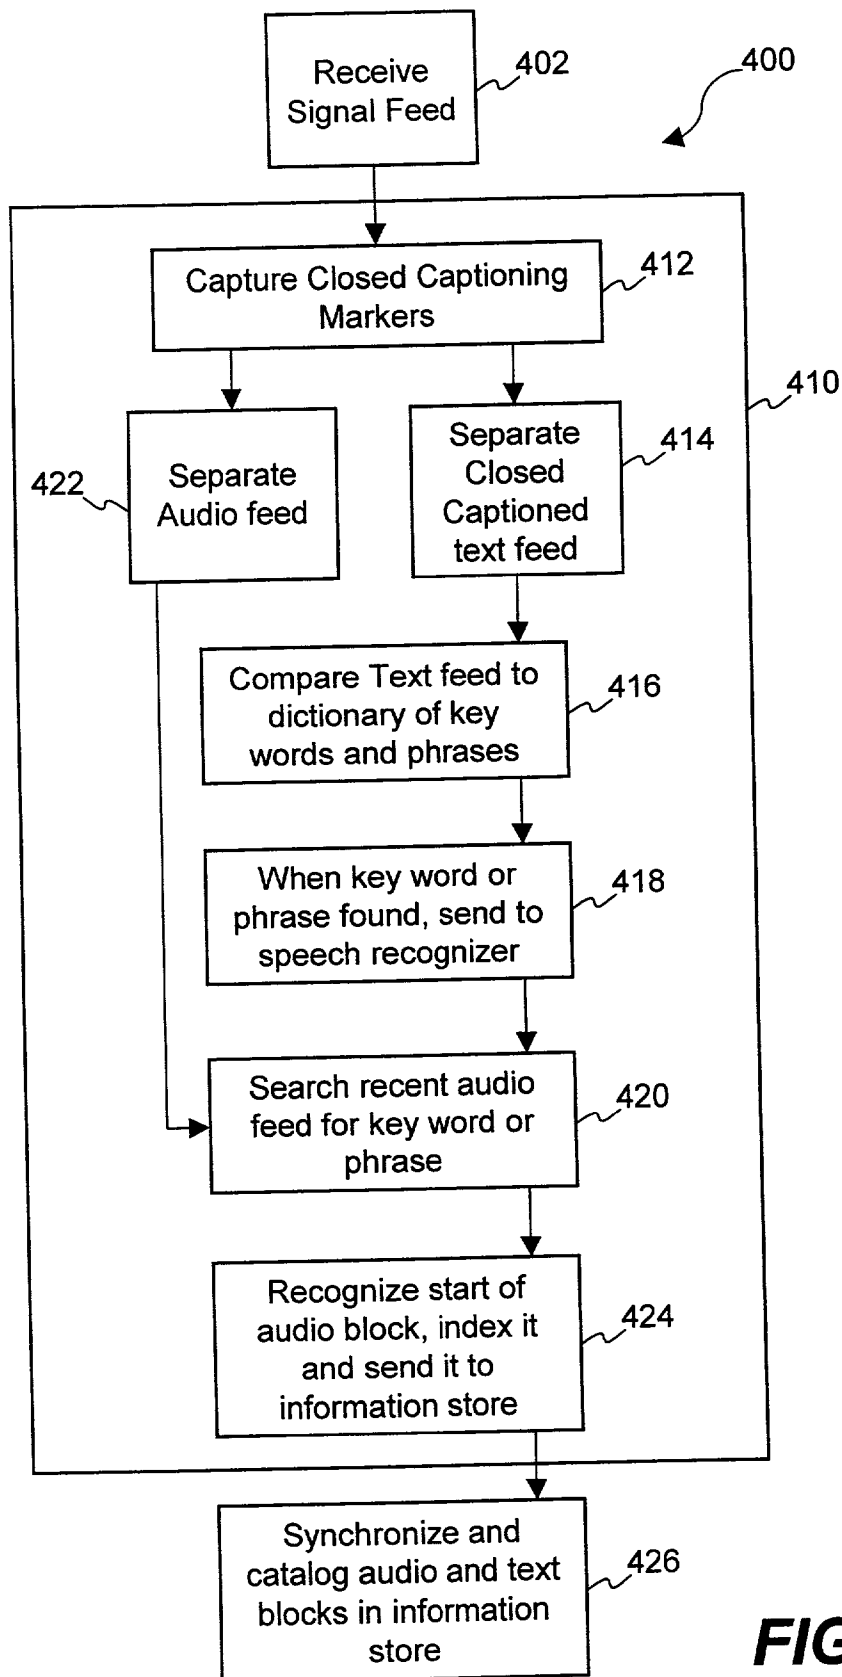 Receive
Signal Feed
402
400
Capture Closed Captioning
Markers
412
410
Separate
Audio feed
422
Separate
Closed
Captioned
text feed
414
Compare Text feed to
dictionary of key
words and phrases
416
When key word or
phrase found, send to
speech recognizer
418
Search recent audio
feed for key word or
phrase
420
Recognize start of
audio block, index it
and send it to
information store
424
Synchronize and
catalog audio and text
blocks in information
store
426
FIG